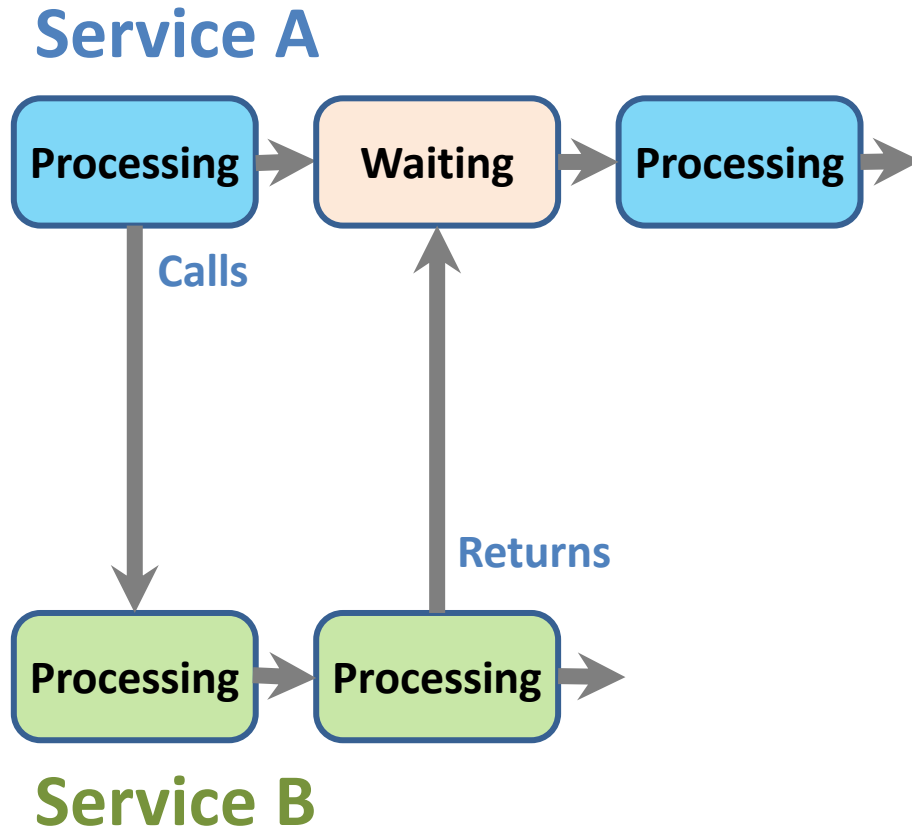 Service A
Processing
Waiting
Processing
Calls
Returns
Processing
Processing
Service B